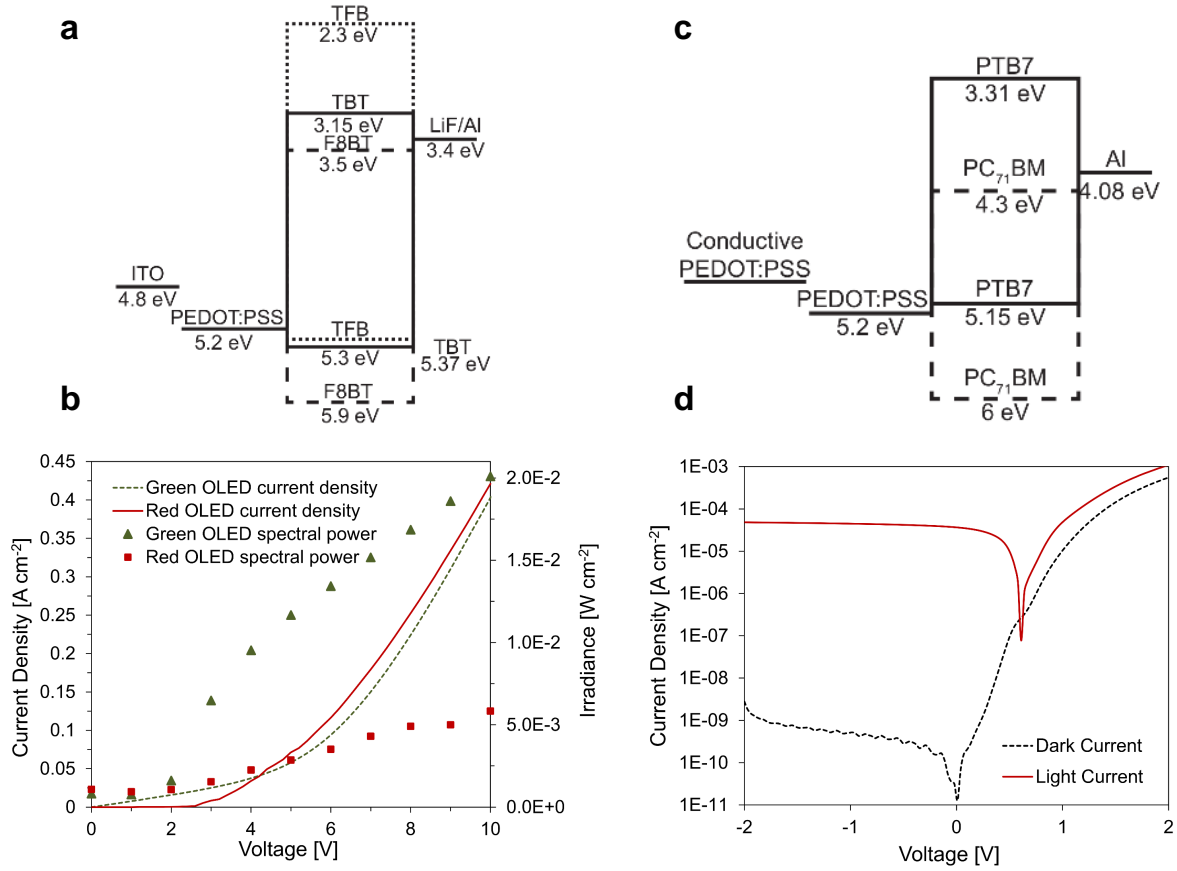 a
TFB
2.3 eV
TBT
3.15 eV
F8BT
3.5 eV
LiF/Al
3.4 eV
ITO
4.8 eV
PEDOT:PSS
5.2 eV
TFB
5.3 eV
TBT
5.37 eV
F8BT
5.9 eV
c
PTB7
3.31 eV
PC71BM
4.3 eV
Al
4.08 eV
Conductive
PEDOT:PSS
PEDOT:PSS
5.2 eV
PTB7
5.15 eV
PC71BM
6 eV
b
Current Density [A cm-2]
0.45
0.4
0.35
0.3
0.25
0.2
0.15
0.1
0.05
0
Green OLED current density
Red OLED current density
Green OLED spectral power
Red OLED spectral power
2.0E-2
1.5E-2
1.0E-2
5.0E-3
0.0E+0
Irradiance [W cm-2]
0 2 4 6 8 10
Voltage [V]
d
Current Density [A cm-2]
1E-03
1E-04
1E-05
1E-06
1E-07
1E-08
1E-09
1E-10
1E-11
Dark Current
Light Current
-2 -1 0 1 2
Voltage [V]